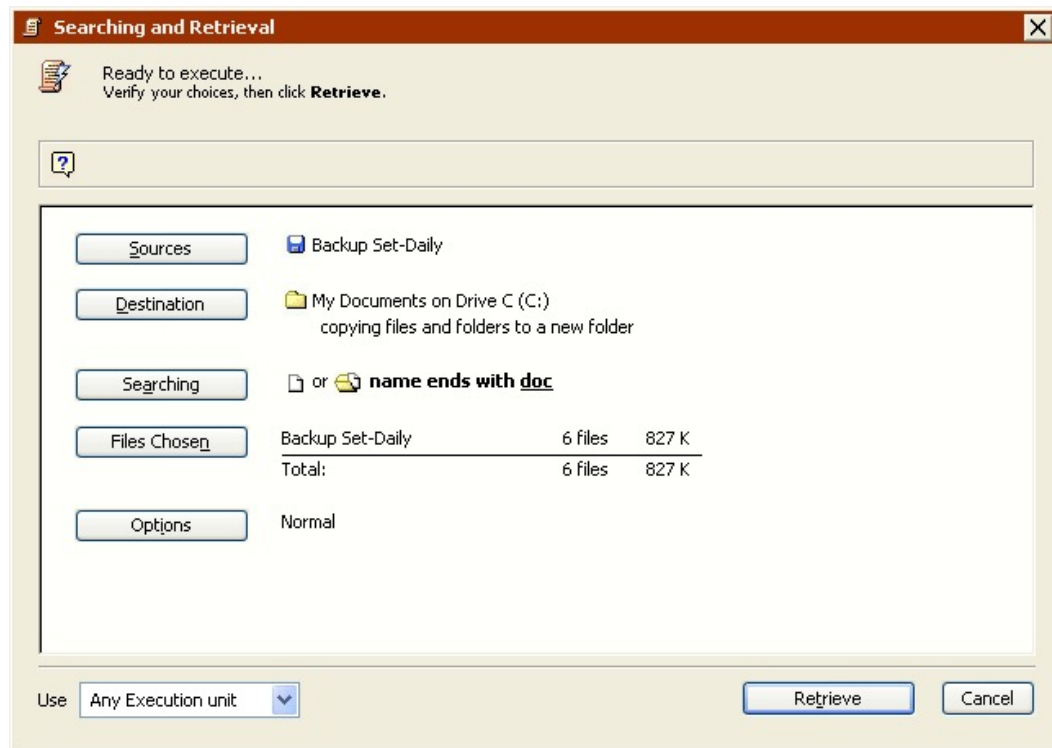 Searching and Retrieval
Ready to execute...
Verify your choices, then click Retrieve.
Sources Backup Set-Daily
Destination My Documents on Drive C (C:)
copying files and folders to a new folder
Searching or name ends with doc
Files Chosen Backup Set-Daily 6 files 827 K
Total: 6 files 827 K
Options Normal
Use Any Execution unit Retrieve Cancel